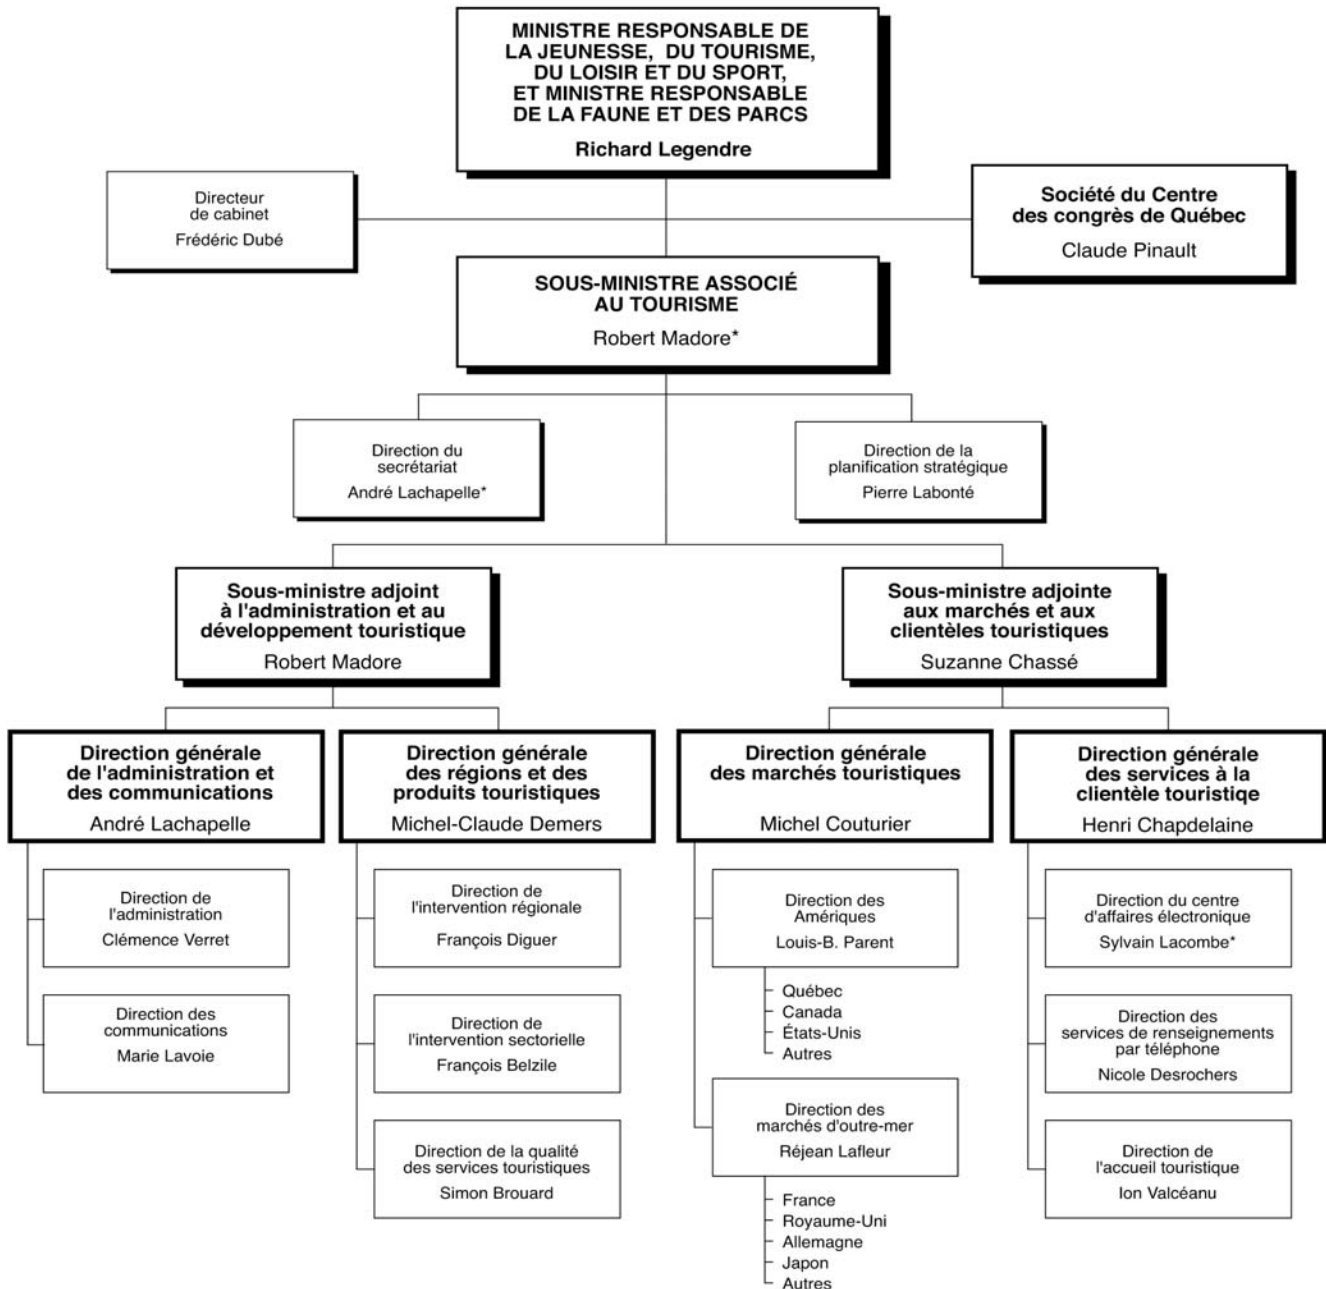 MINISTRE RESPONSABLE DE
LA JEUNESSE, DU TOURISME,
DU LOISIR ET DU SPORT,
ET MINISTRE RESPONSABLE
DE LA FAUNE ET DES PARCS
Richard Legendre
Directeur
de cabinet
Frédéric Dubé
Société du Centre
des congrès de Québec
Claude Pinault
SOUS-MINISTRE ASSOCIÉ
AU TOURISME
Robert Madore*
Direction du
secrétariat
André Lachapelle*
Direction de la
planification stratégique
Pierre Labonté
Sous-ministre adjoint
à l'administration et au
développement touristique
Robert Madore
Sous-ministre adjointe
aux marchés et aux
clientèles touristiques
Suzanne Chassé
Direction générale
de l'administration et
des communications
André Lachapelle
Direction générale
des régions et des
produits touristiques
Michel-Claude Demers
Direction générale
des marchés touristiques
Michel Couturier
Direction générale
des services à la
clientèle touristiqe
Henri Chapdelaine
Direction de
l'administration
Clémence Verret
Direction des
communications
Marie Lavoie
Direction de
l'intervention régionale
François Diguer
Direction de
l'intervention sectorielle
François Belzile
Direction de la qualité
des services touristiques
Simon Brouard
Direction des
Amériques
Louis-B. Parent
Québec
Canada
États-Unis
Autres
Direction des
marchés d'outre-mer
Réjean Lafleur
France
Royaume-Uni
Allemagne
Japon
Autres
Direction du centre
d'affaires électronique
Sylvain Lacombe*
Direction des
services de renseignements
par téléphone
Nicole Desrochers
Direction de
l'accueil touristique
Ion Valcéanu